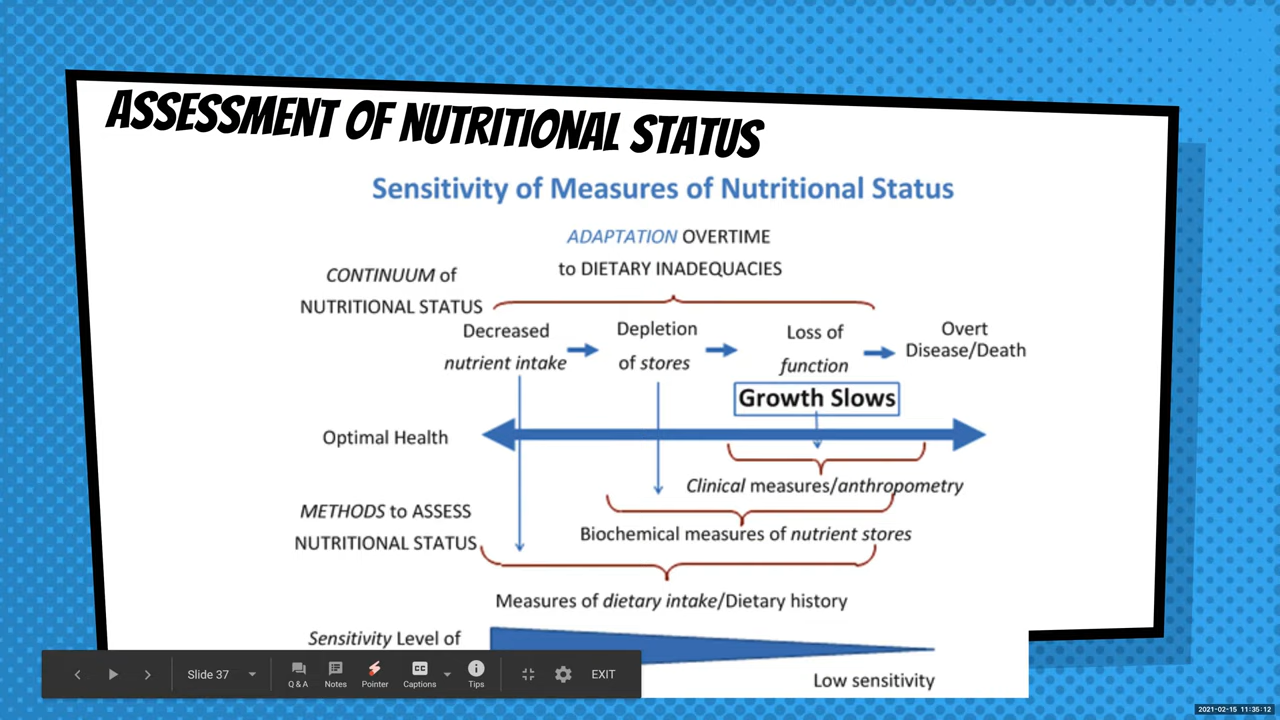 ASSESSMENT OF NUTRITIONAL STATUS
Sensitivity of Measures of Nutritional Status
ADAPTATION OVERTIME
to DIETARY INADEQUACIES
CONTINUUM of
NUTRITIONAL STATUS
Decreased
nutrient intake
Depletion
of stores
Loss of
function
Overt
Disease/Death
Growth Slows
Optimal Health
Clinical measures/anthropometry
METHODS to ASSESS
NUTRITIONAL STATUS
Biochemical measures of nutrient stores
Measures of dietary intake/Dietary history
Sensitivity Level of
Low sensitivity
Slide 37
Q & A
Notes
Pointer
CC
Captions
Tips
EXIT
2021-02-15 11:35:12